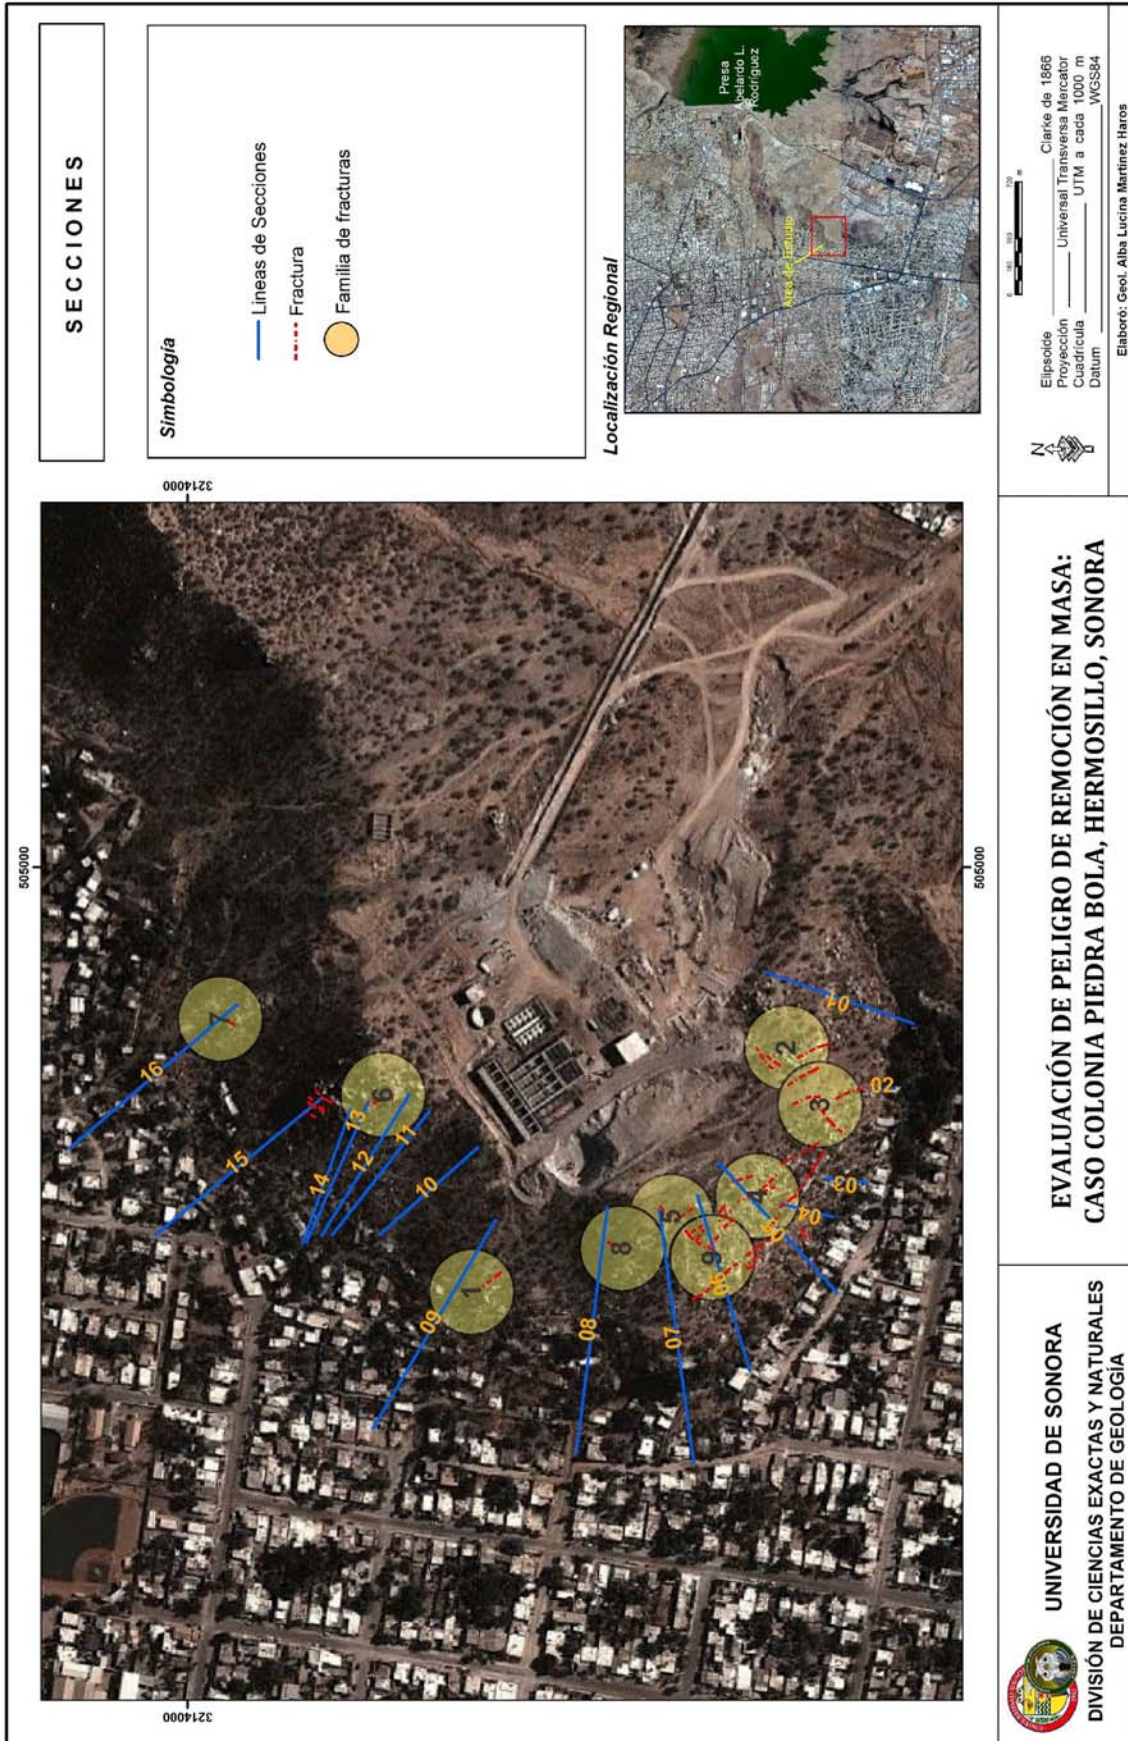 SECCIONES
Simbología
Lineas de Secciones
Fractura
Familia de fracturas
Localización Regional
Presa
Abelardo L.
Rodríguez
Area de Estudio
505000
3214000
3214000
505000
16
15
14
13
12
11
10
09
08
07
06
04
03
02
01
7
6
1
8
5
9
4
3
2
N
Elipsoide Clarke de 1866
Proyección Universal Transversa Mercator
Cuadrícula UTM a cada 1000 m
Datum WGS84
Elaboró: Geol. Alba Lucina Martínez Haros
EVALUACIÓN DE PELIGRO DE REMOCIÓN EN MASA:
CASO COLONIA PIEDRA BOLA, HERMOSILLO, SONORA
UNIVERSIDAD DE SONORA
DIVISIÓN DE CIENCIAS EXACTAS Y NATURALES
DEPARTAMENTO DE GEOLOGÍA